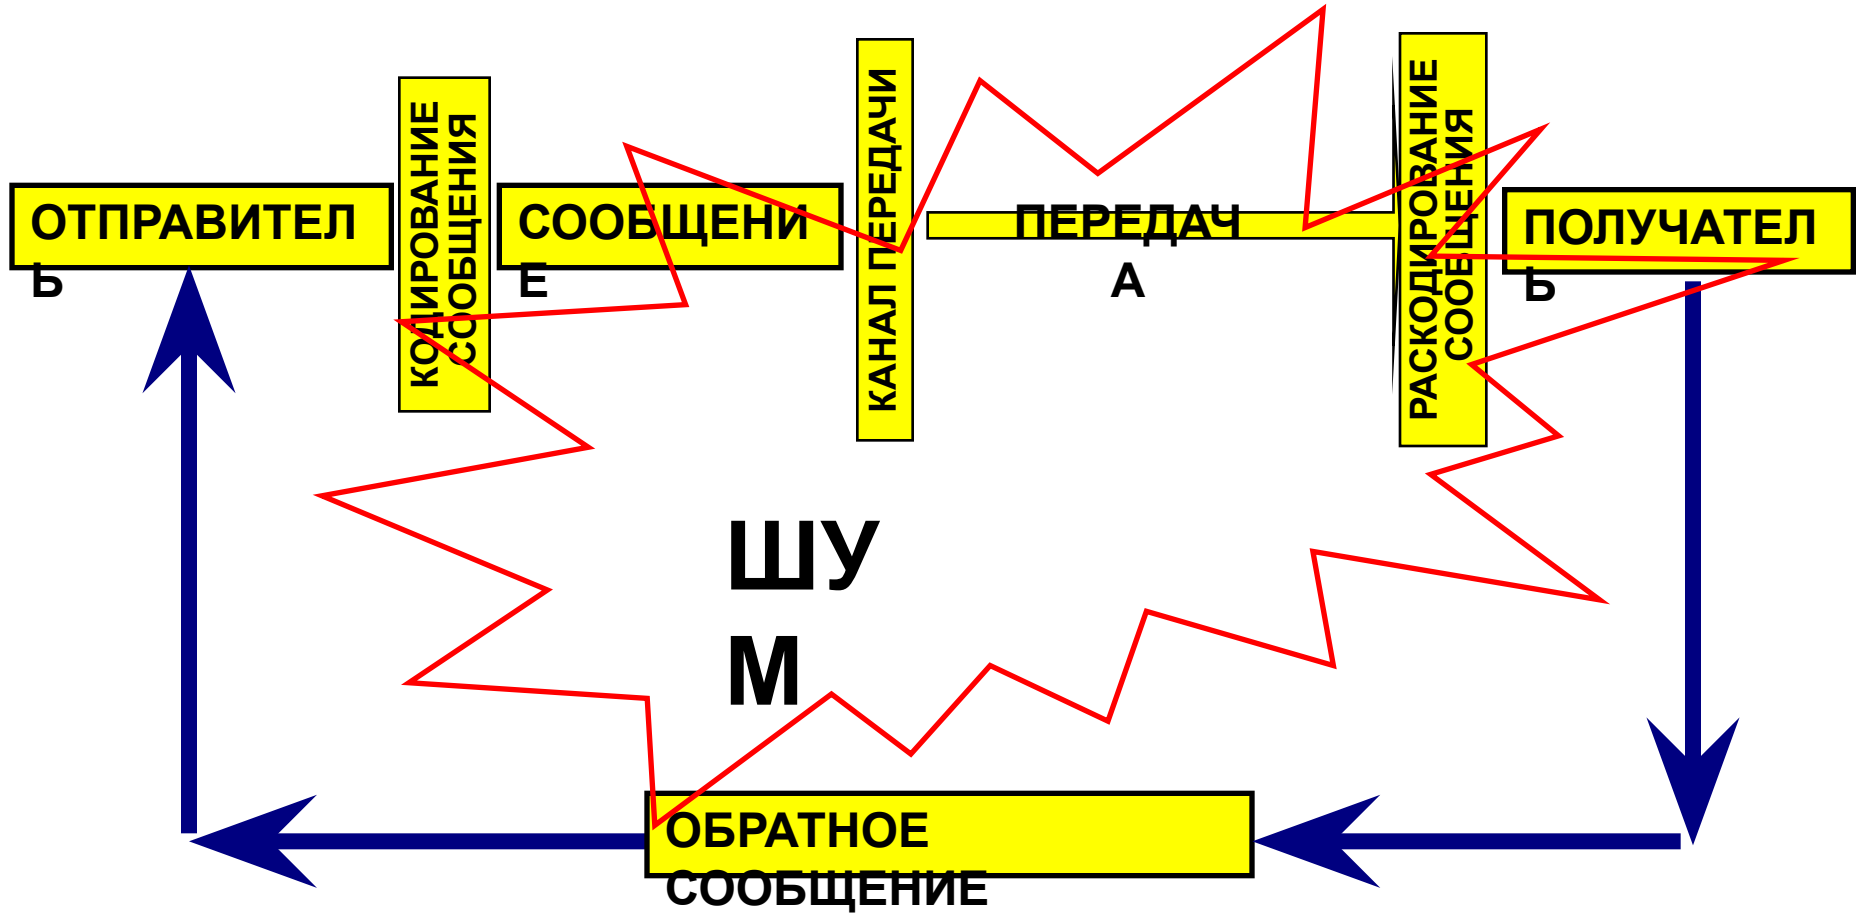 ОТПРАВИТЕЛ
Ь
КОДИРОВАНИЕ
СООБЩЕНИЯ
СООБЩЕНИ
Е
КАНАЛ ПЕРЕДАЧИ
ПЕРЕДАЧ
А
РАСКОДИРОВАНИЕ
СООБЩЕНИЯ
ПОЛУЧАТЕЛ
Ь
ШУ
М
ОБРАТНОЕ
СООБЩЕНИЕ